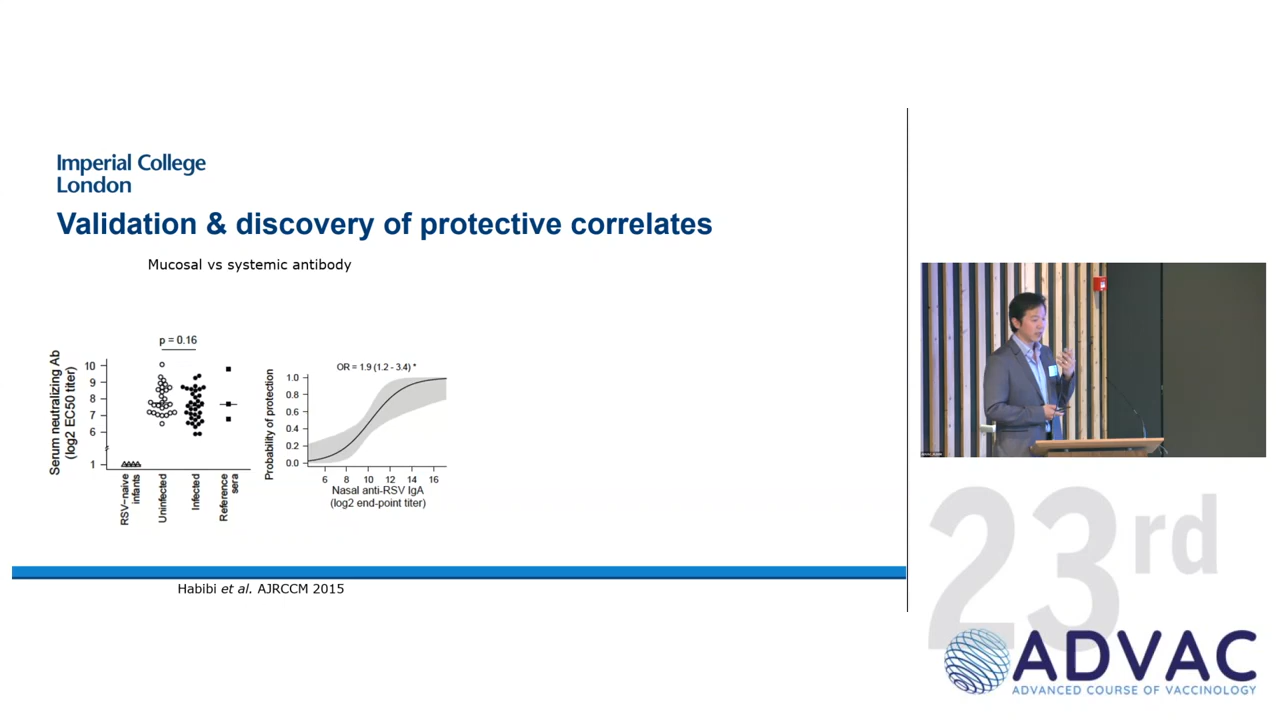 Imperial College
London
Validation & discovery of protective correlates
Mucosal vs systemic antibody
p = 0.16
Serum neutralizing Ab
(log2 EC50 titer)
10
9
8
7
6
1
RSV-naive
infants
Uninfected
Infected
Reference
sera
OR = 1.9 (1.2 - 3.4) *
Probability of protection
1.0
0.8
0.6
0.4
0.2
0.0
6 8 10 12 14 16
Nasal anti-RSV IgA
(log2 end-point titer)
Habibi et al. AJRCCM 2015
23rd
ADVAC
ADVANCED COURSE OF VACCINOLOGY